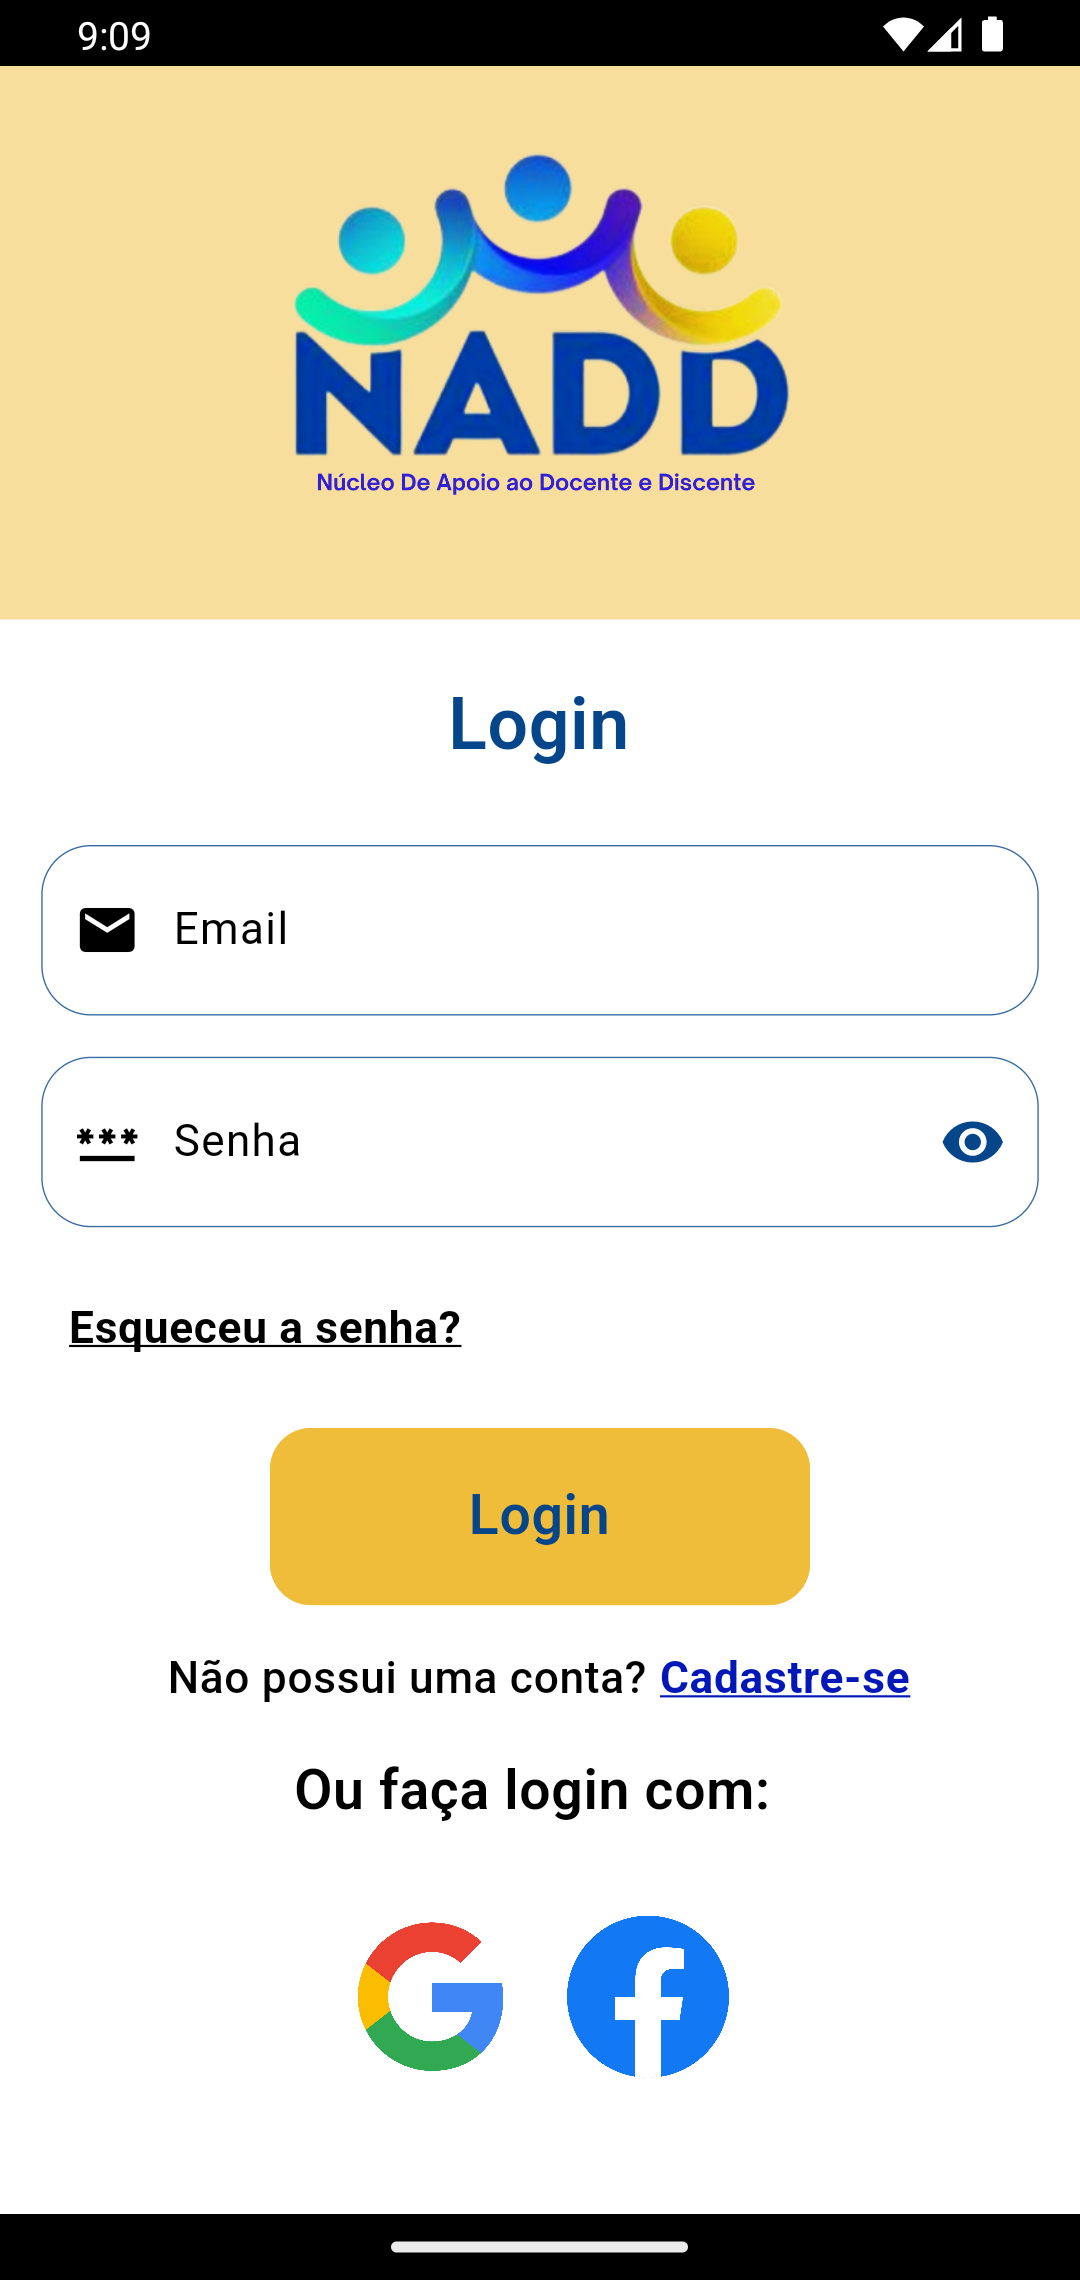 9:09
NADD
Núcleo De Apoio ao Docente e Discente
Login
Email
*** Senha
Esqueceu a senha?
Login
Não possui uma conta? Cadastre-se
Ou faça login com: